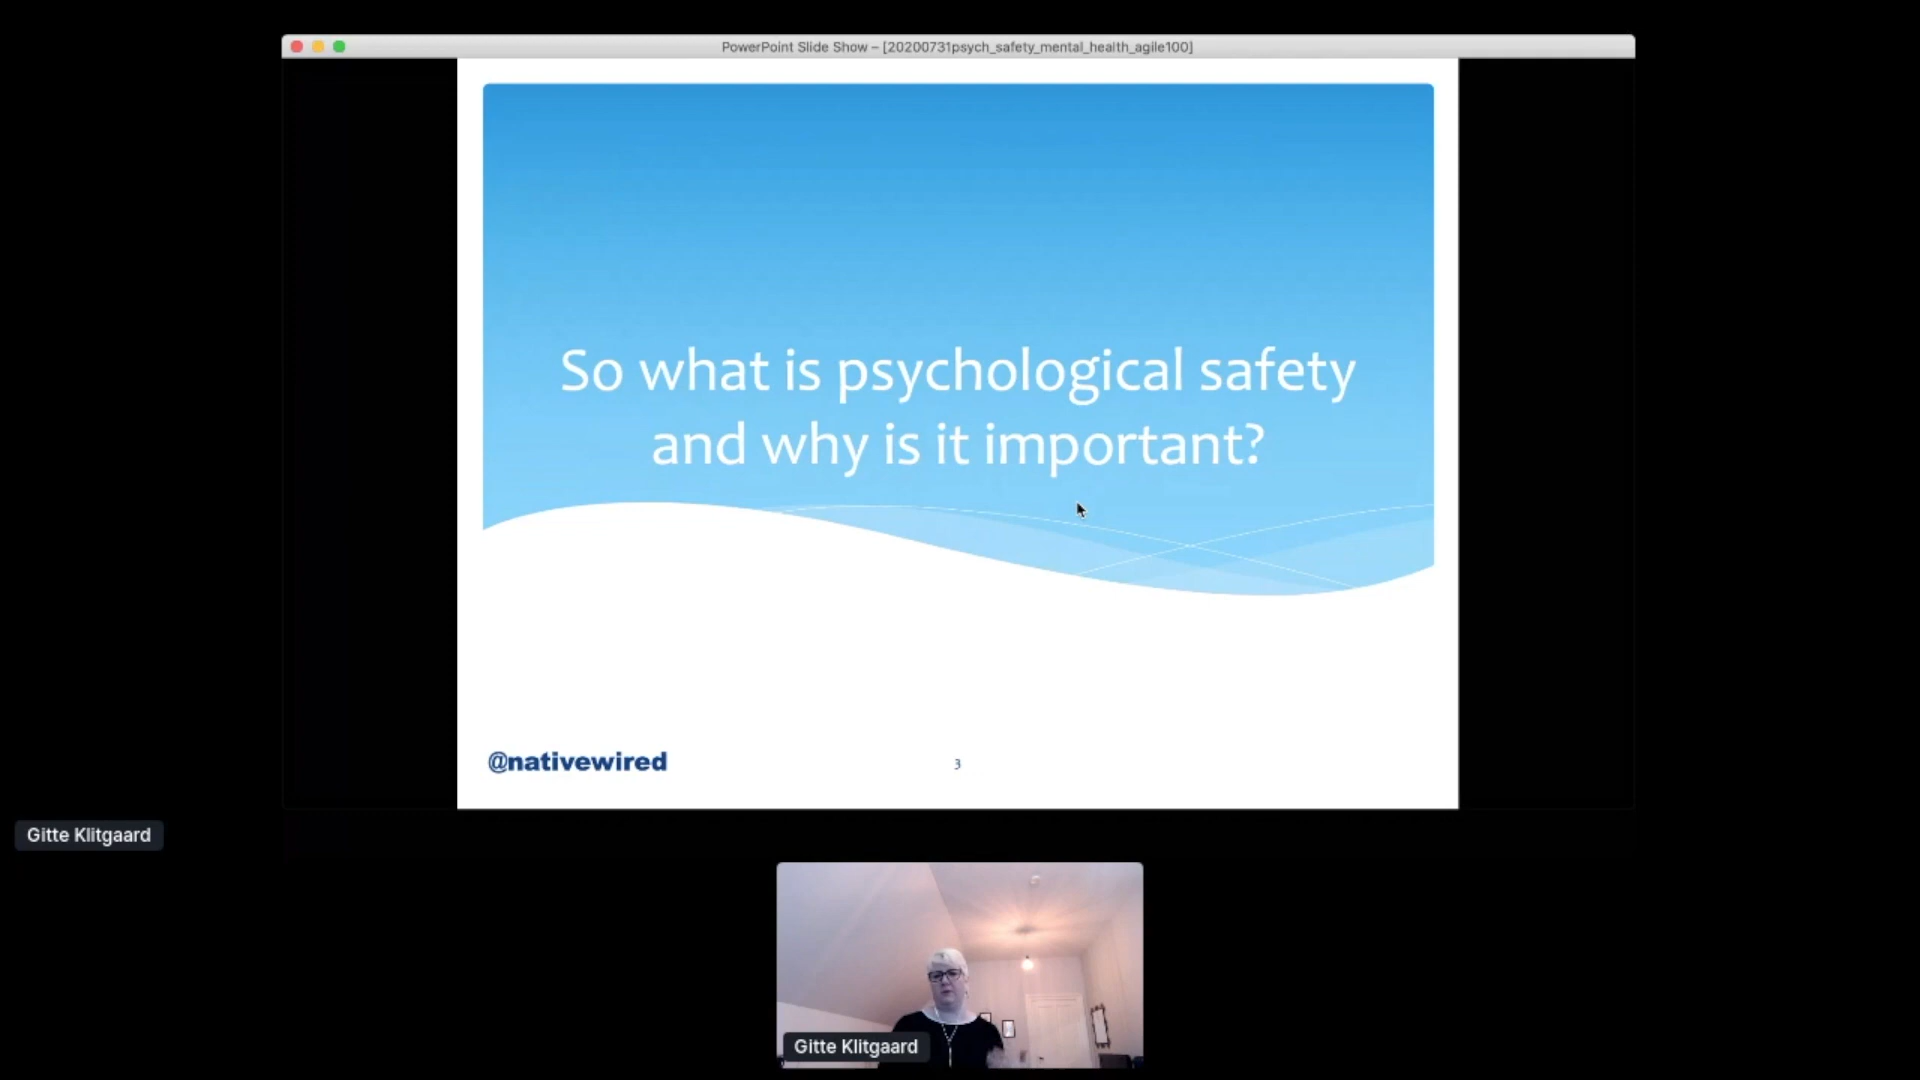 PowerPoint Slide Show – [20200731psych_safety_mental_health_agile100]
So what is psychological safety
and why is it important?
@nativewired
3
Gitte Klitgaard
Gitte Klitgaard